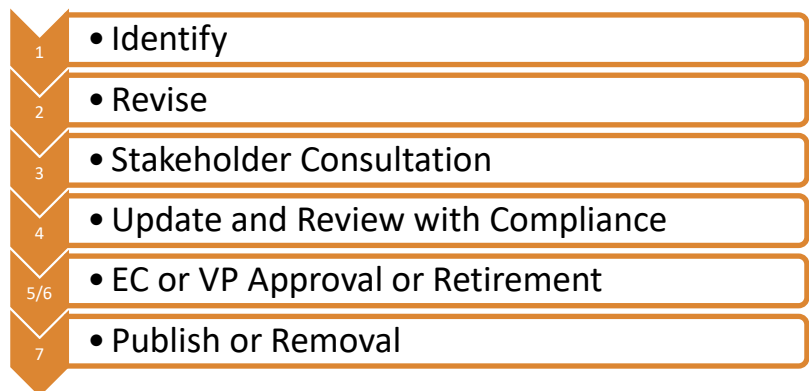 1 • Identify
2 • Revise
3 • Stakeholder Consultation
4 • Update and Review with Compliance
5/6 • EC or VP Approval or Retirement
7 • Publish or Removal